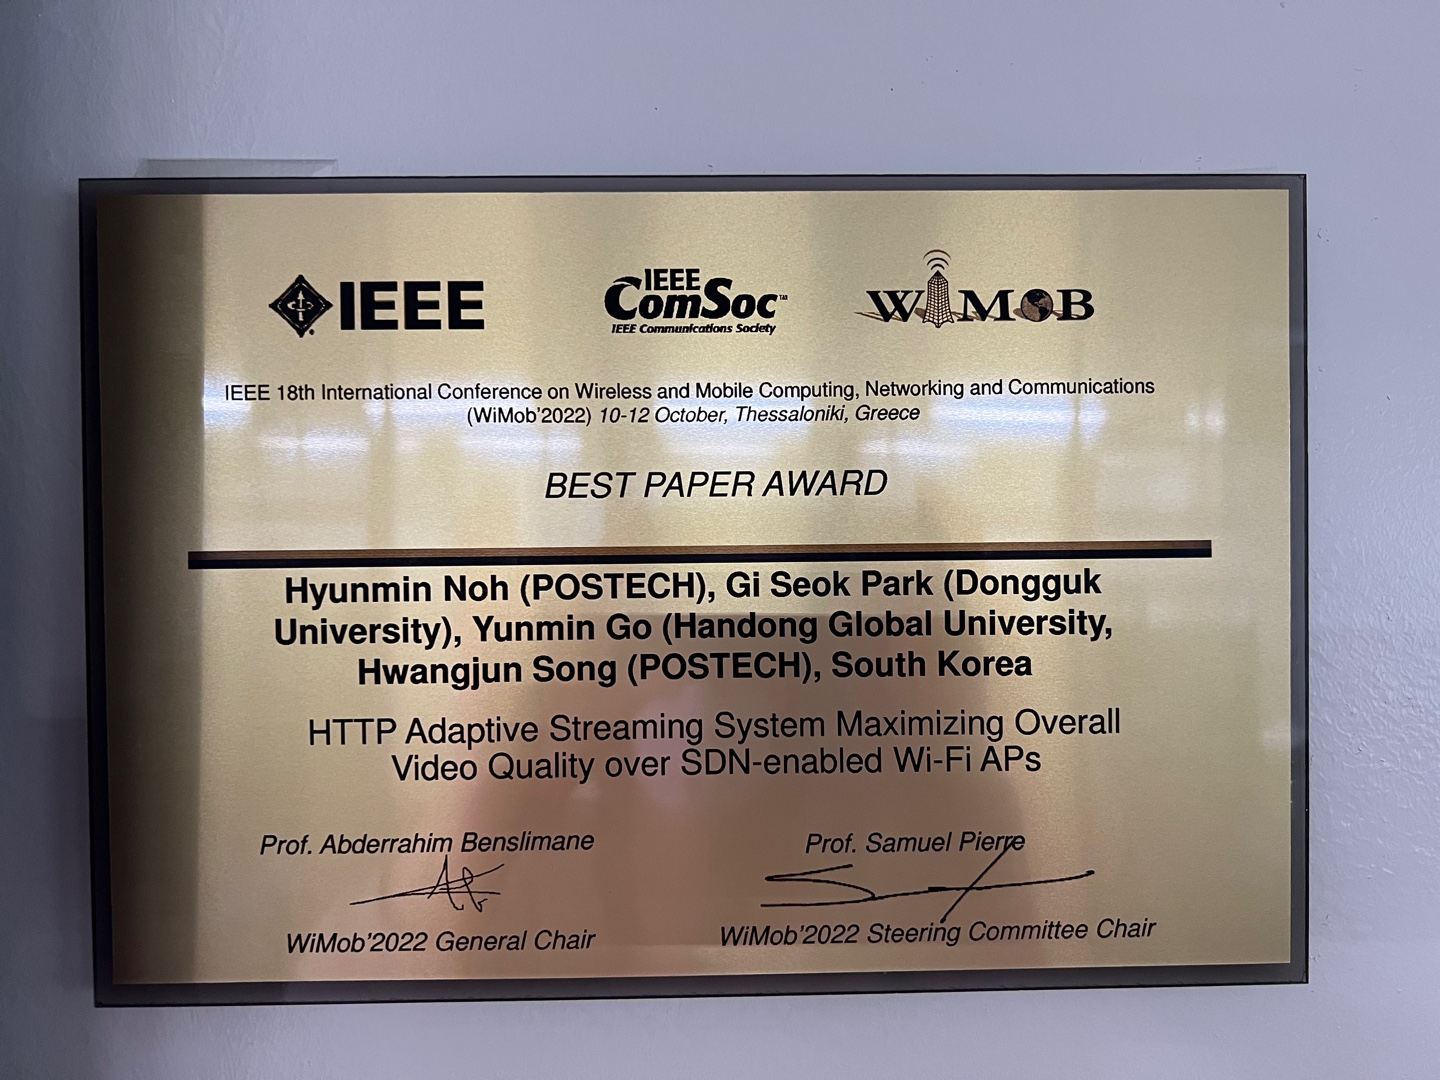 IEEE
IEEE
ComSoc™
IEEE Communications Society
WiMOB
IEEE 18th International Conference on Wireless and Mobile Computing, Networking and Communications
(WiMob'2022) 10-12 October, Thessaloniki, Greece
BEST PAPER AWARD
Hyunmin Noh (POSTECH), Gi Seok Park (Dongguk
University), Yunmin Go (Handong Global University,
Hwangjun Song (POSTECH), South Korea
HTTP Adaptive Streaming System Maximizing Overall
Video Quality over SDN-enabled Wi-Fi APs
Prof. Abderrahim Benslimane
WiMob'2022 General Chair
Prof. Samuel Pierre
WiMob'2022 Steering Committee Chair